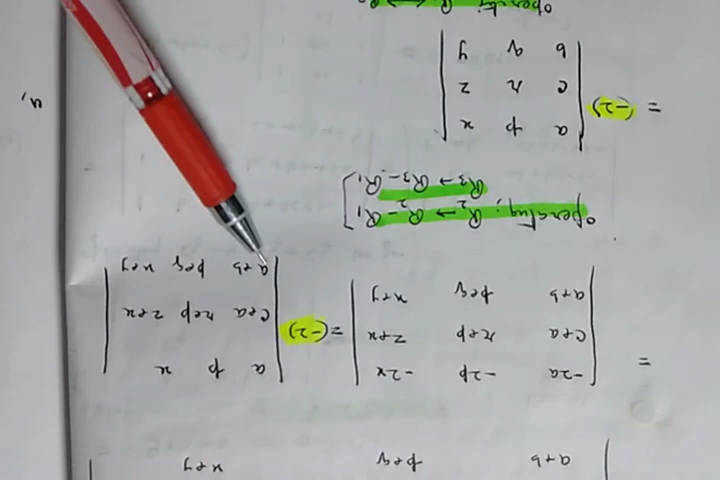 a+b p+q x+y
= | -2a -2p -2x |
| c+a r+p z+x |
| a+b p+q x+y |
= (-2) | a p x |
| c+a r+p z+x |
| a+b p+q x+y |
Operating; R2 → R2 - R1
R3 → R3 - R1
= (-2) | a p x |
| c r z |
| b q y |